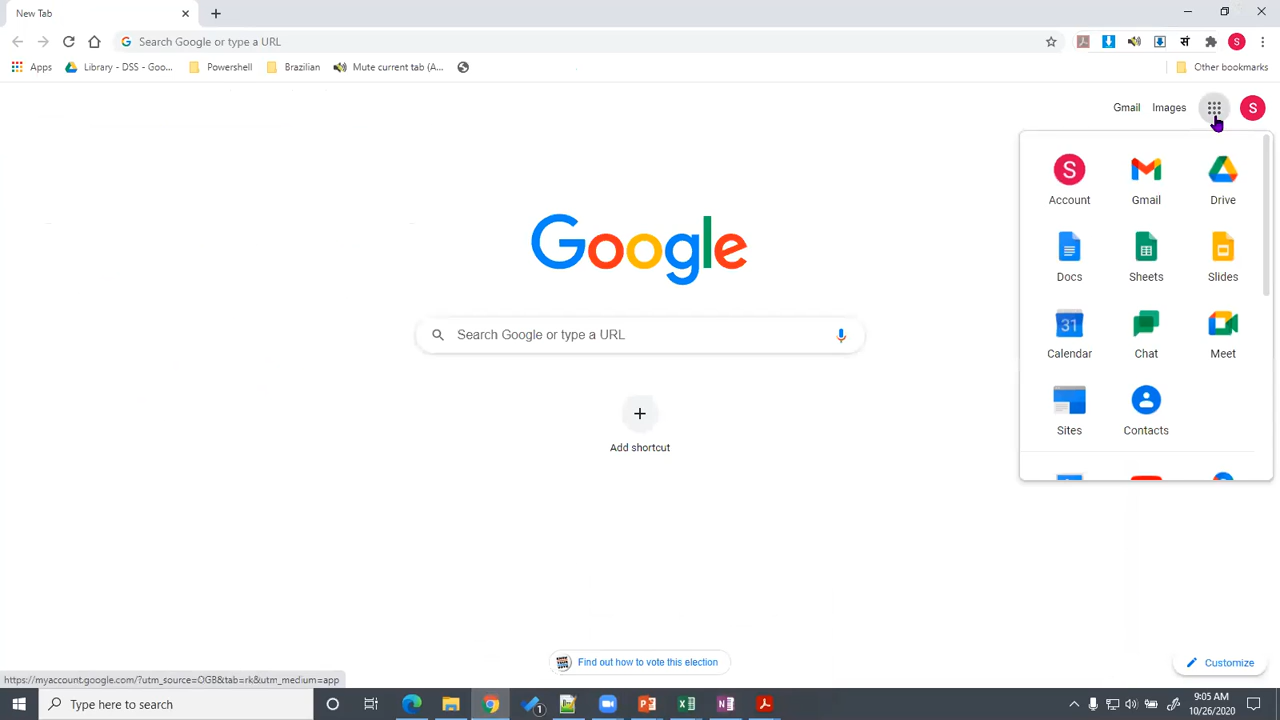 New Tab
Search Google or type a URL
सं
S
Apps
Library - DSS - Goo...
Powershell
Brazilian
Mute current tab (A...
Other bookmarks
Gmail
Images
S
S
Account
Gmail
Drive
Docs
Sheets
Slides
31
Calendar
Chat
Meet
Sites
Contacts
Google
Search Google or type a URL
Add shortcut
Find out how to vote this election
Customize
https://myaccount.google.com/?utm_source=OGB&tab=rk&utm_medium=app
Type here to search
1
9:05 AM
10/26/2020